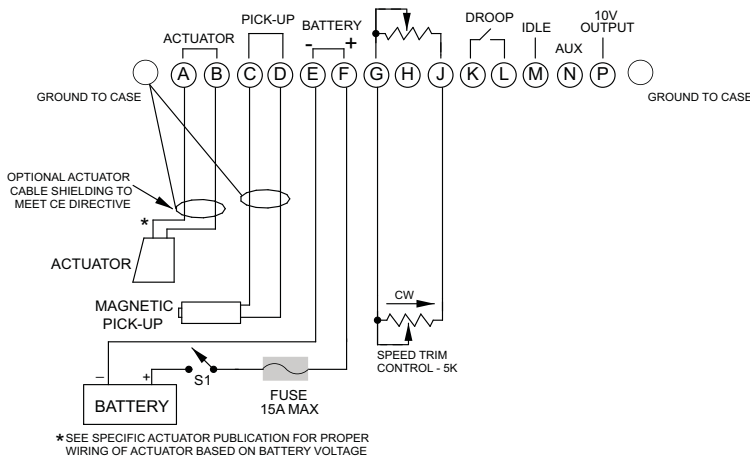 PICK-UP
BATTERY
DROOP
10V
OUTPUT
ACTUATOR
- +
IDLE
AUX
A B C D E F G H J K L M N P
GROUND TO CASE
GROUND TO CASE
OPTIONAL ACTUATOR
CABLE SHIELDING TO
MEET CE DIRECTIVE
*
ACTUATOR
MAGNETIC
PICK-UP
CW
SPEED TRIM
CONTROL - 5K
– +
S1
BATTERY
FUSE
15A MAX
* SEE SPECIFIC ACTUATOR PUBLICATION FOR PROPER
WIRING OF ACTUATOR BASED ON BATTERY VOLTAGE